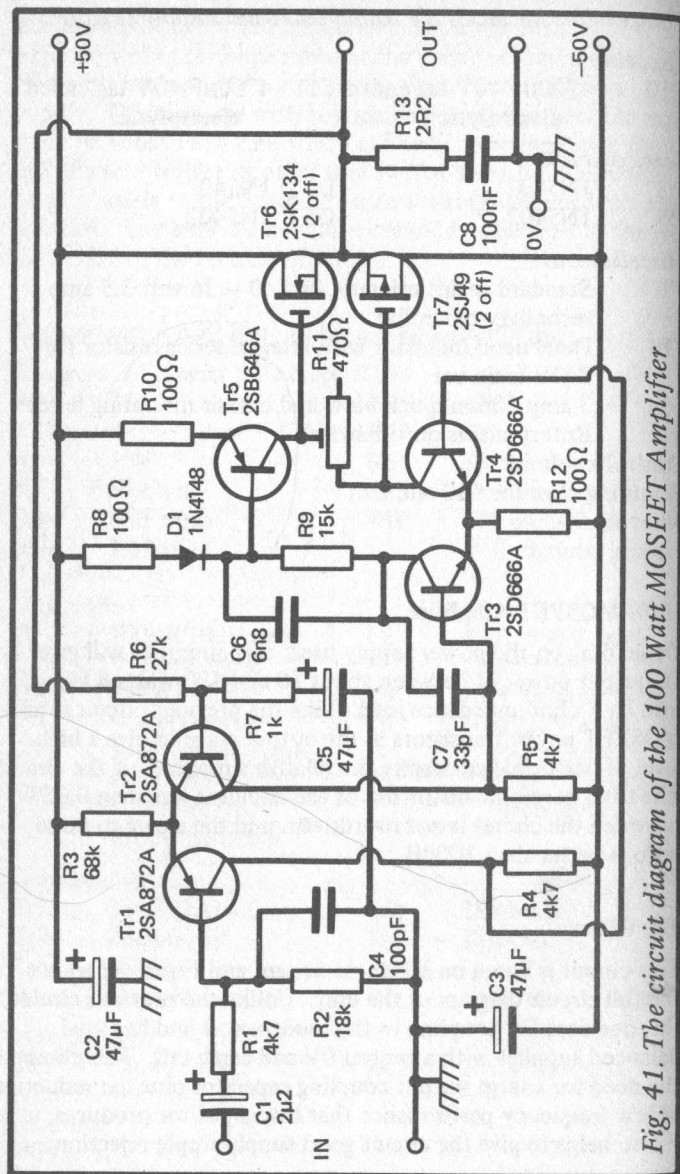 +50V
R3
68k
R6
27k
R8
100Ω
D1
1N4148
R10
100Ω
C2
47µF
+
Tr1
2SA872A
Tr2
2SA872A
R7
1k
C6
6n8
R9
15k
Tr5
2SB646A
Tr6
2SK134
(2 off)
R11
470Ω
Tr7
2SJ49
(2 off)
R13
2R2
C8
100nF
OUT
0V
IN
C1
2µ2
+
R1
4k7
R2
18k
C4
100pF
C5
47µF
+
C7
33pF
R4
4k7
R5
4k7
C3
47µF
+
Tr3
2SD666A
Tr4
2SD666A
R12
100Ω
−50V
Fig 4.1. The circuit diagram of the 100 Watt MOSFET Amplifier